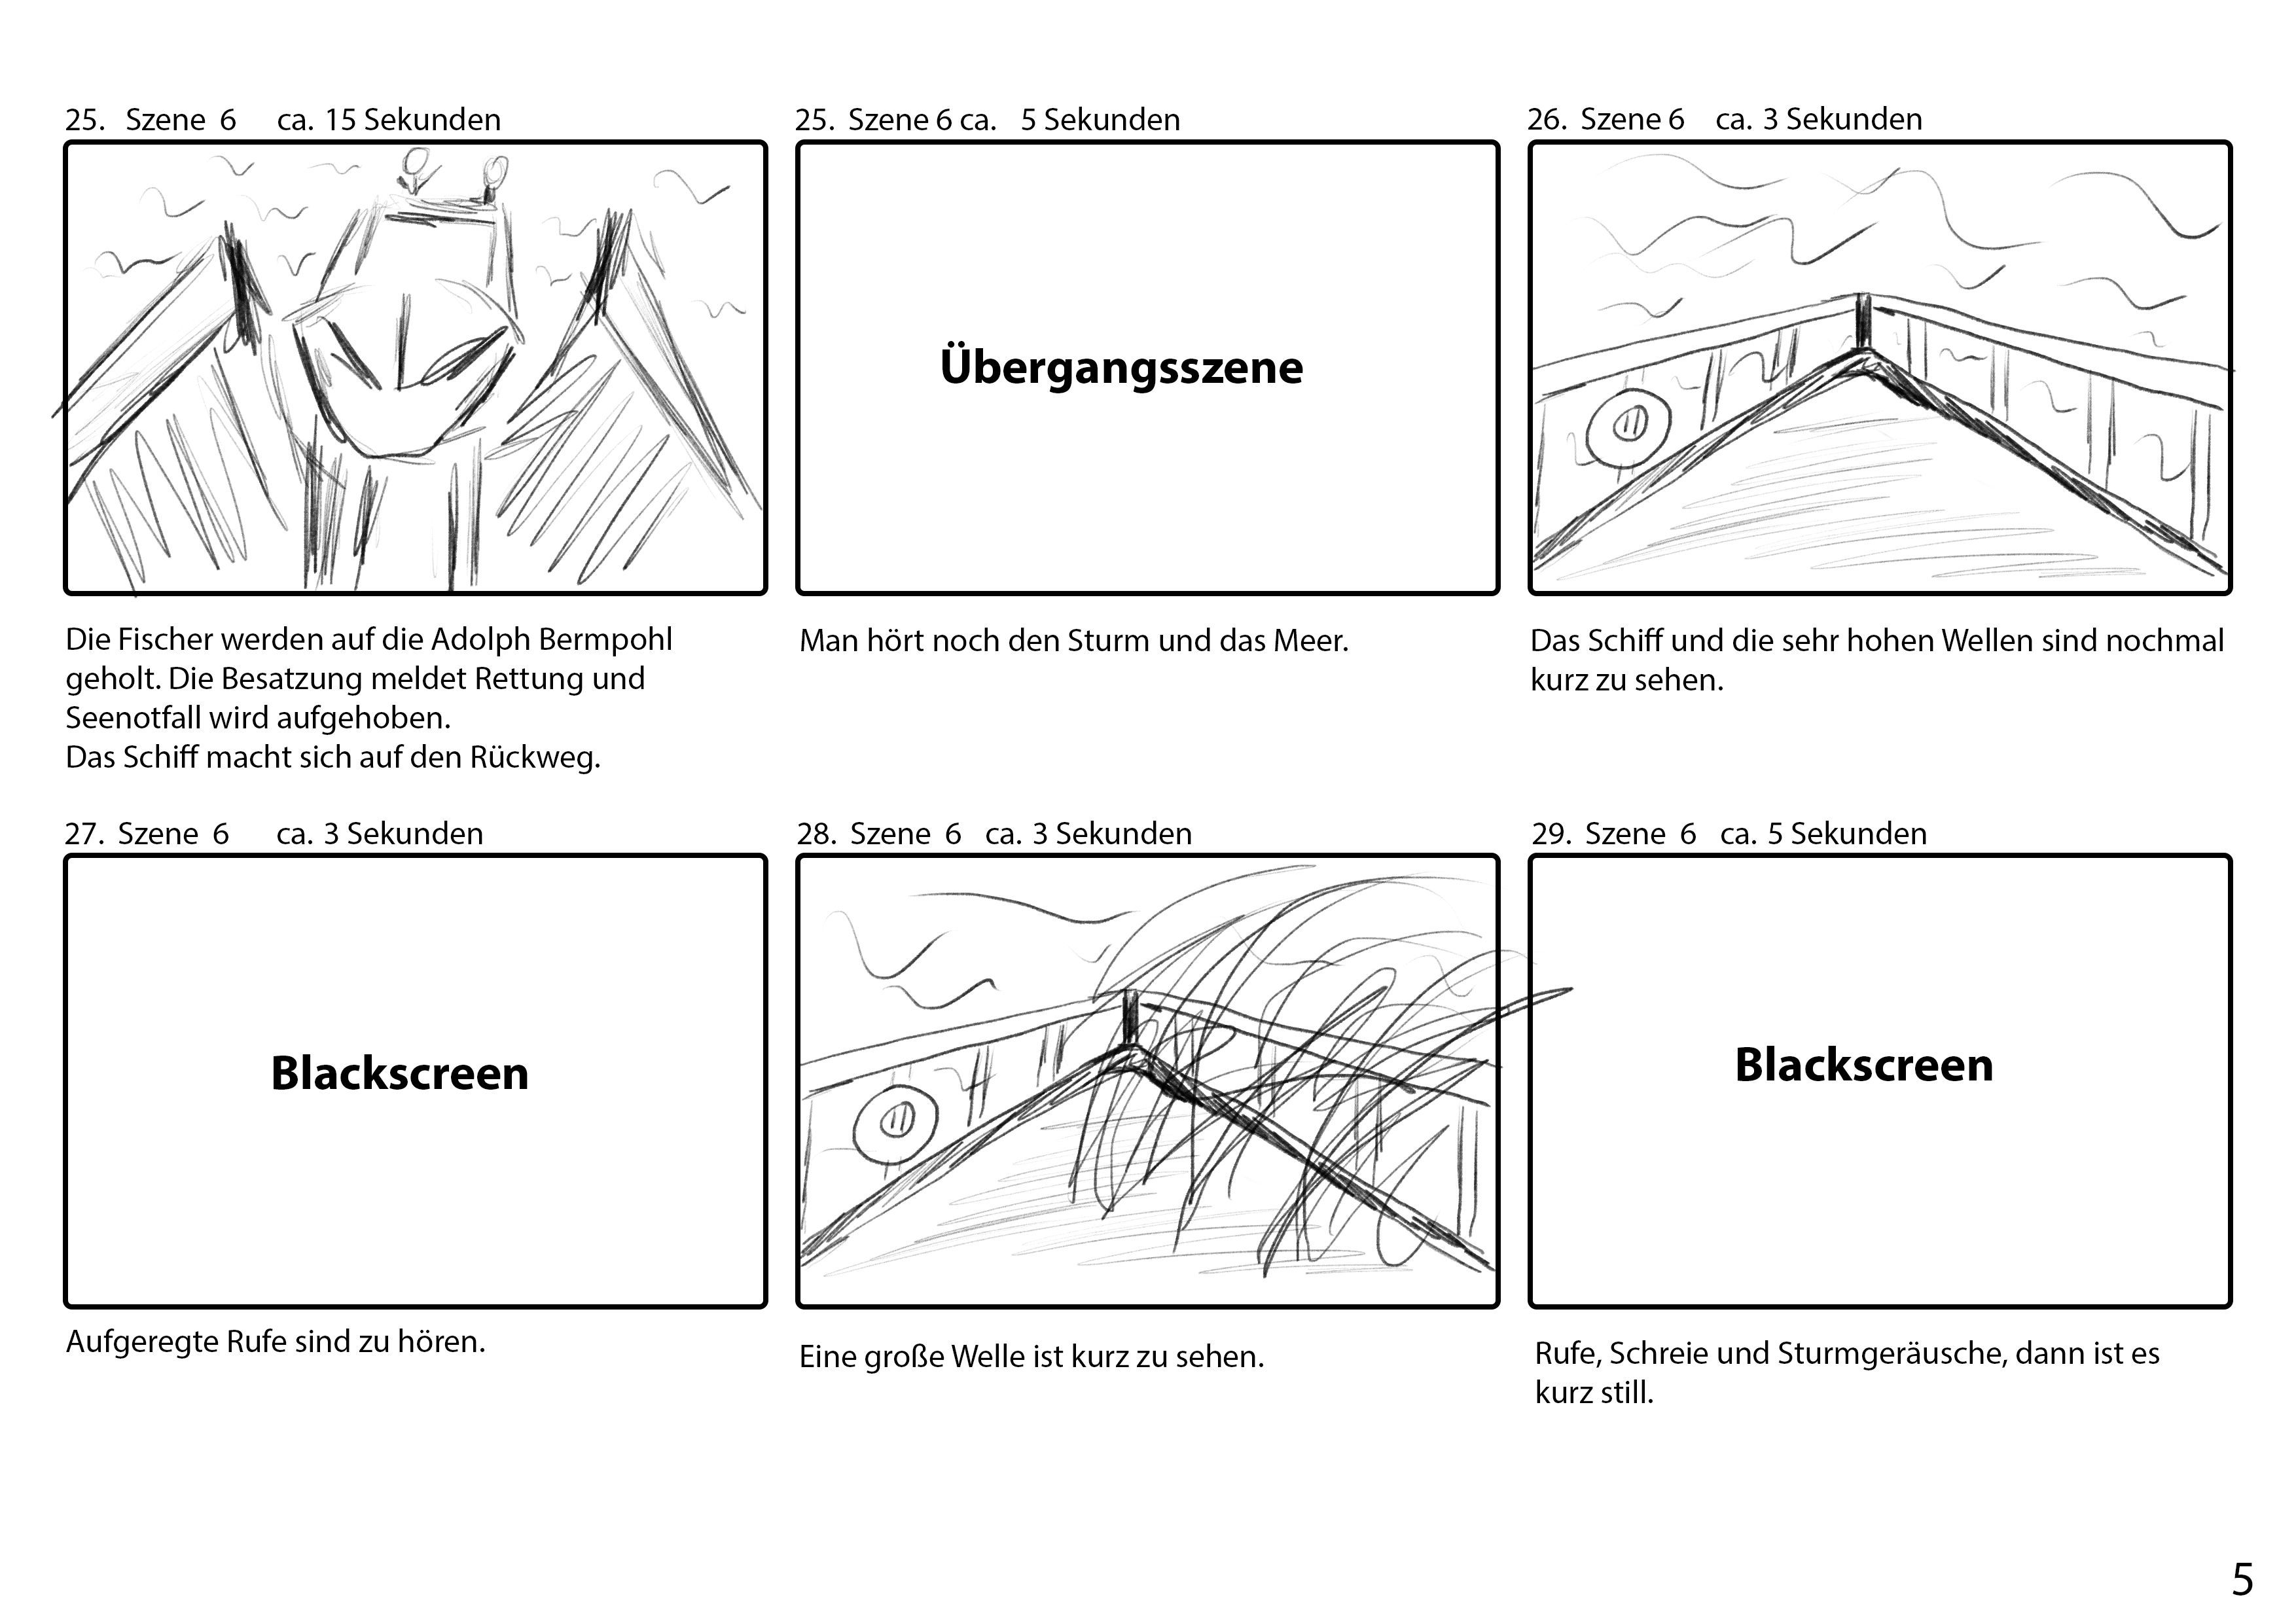 25. Szene 6 ca. 15 Sekunden
25. Szene 6 ca. 5 Sekunden
26. Szene 6 ca. 3 Sekunden
Übergangsszene
Die Fischer werden auf die Adolph Bermpohl
geholt. Die Besatzung meldet Rettung und
Seenotfall wird aufgehoben.
Das Schiff macht sich auf den Rückweg.
Man hört noch den Sturm und das Meer.
Das Schiff und die sehr hohen Wellen sind nochmal
kurz zu sehen.
27. Szene 6 ca. 3 Sekunden
28. Szene 6 ca. 3 Sekunden
29. Szene 6 ca. 5 Sekunden
Blackscreen
Blackscreen
Aufgeregte Rufe sind zu hören.
Eine große Welle ist kurz zu sehen.
Rufe, Schreie und Sturmgeräusche, dann ist es
kurz still.
5